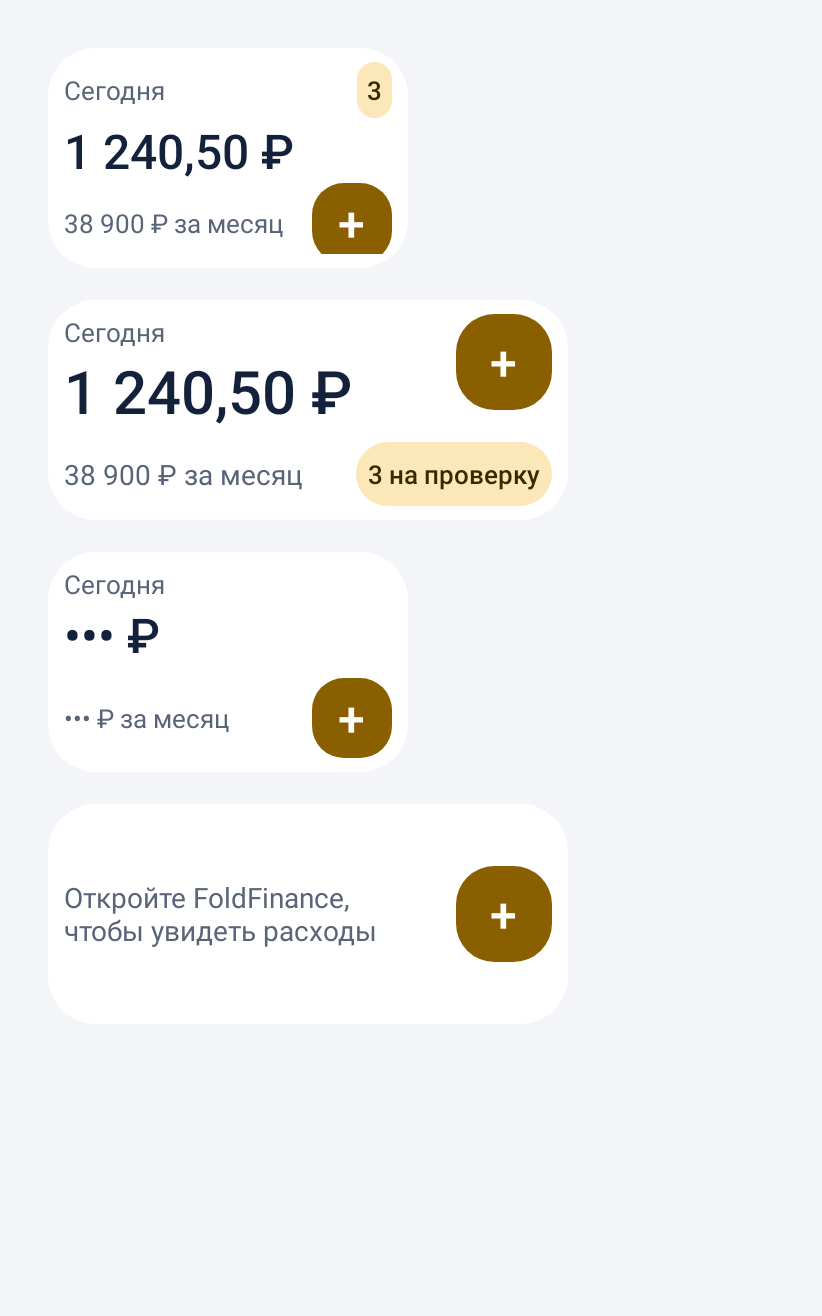 Сегодня
3
1 240,50 ₽
38 900 ₽ за месяц
+
Сегодня
+
1 240,50 ₽
38 900 ₽ за месяц
3 на проверку
Сегодня
••• ₽
••• ₽ за месяц
+
Откройте FoldFinance,
чтобы увидеть расходы
+